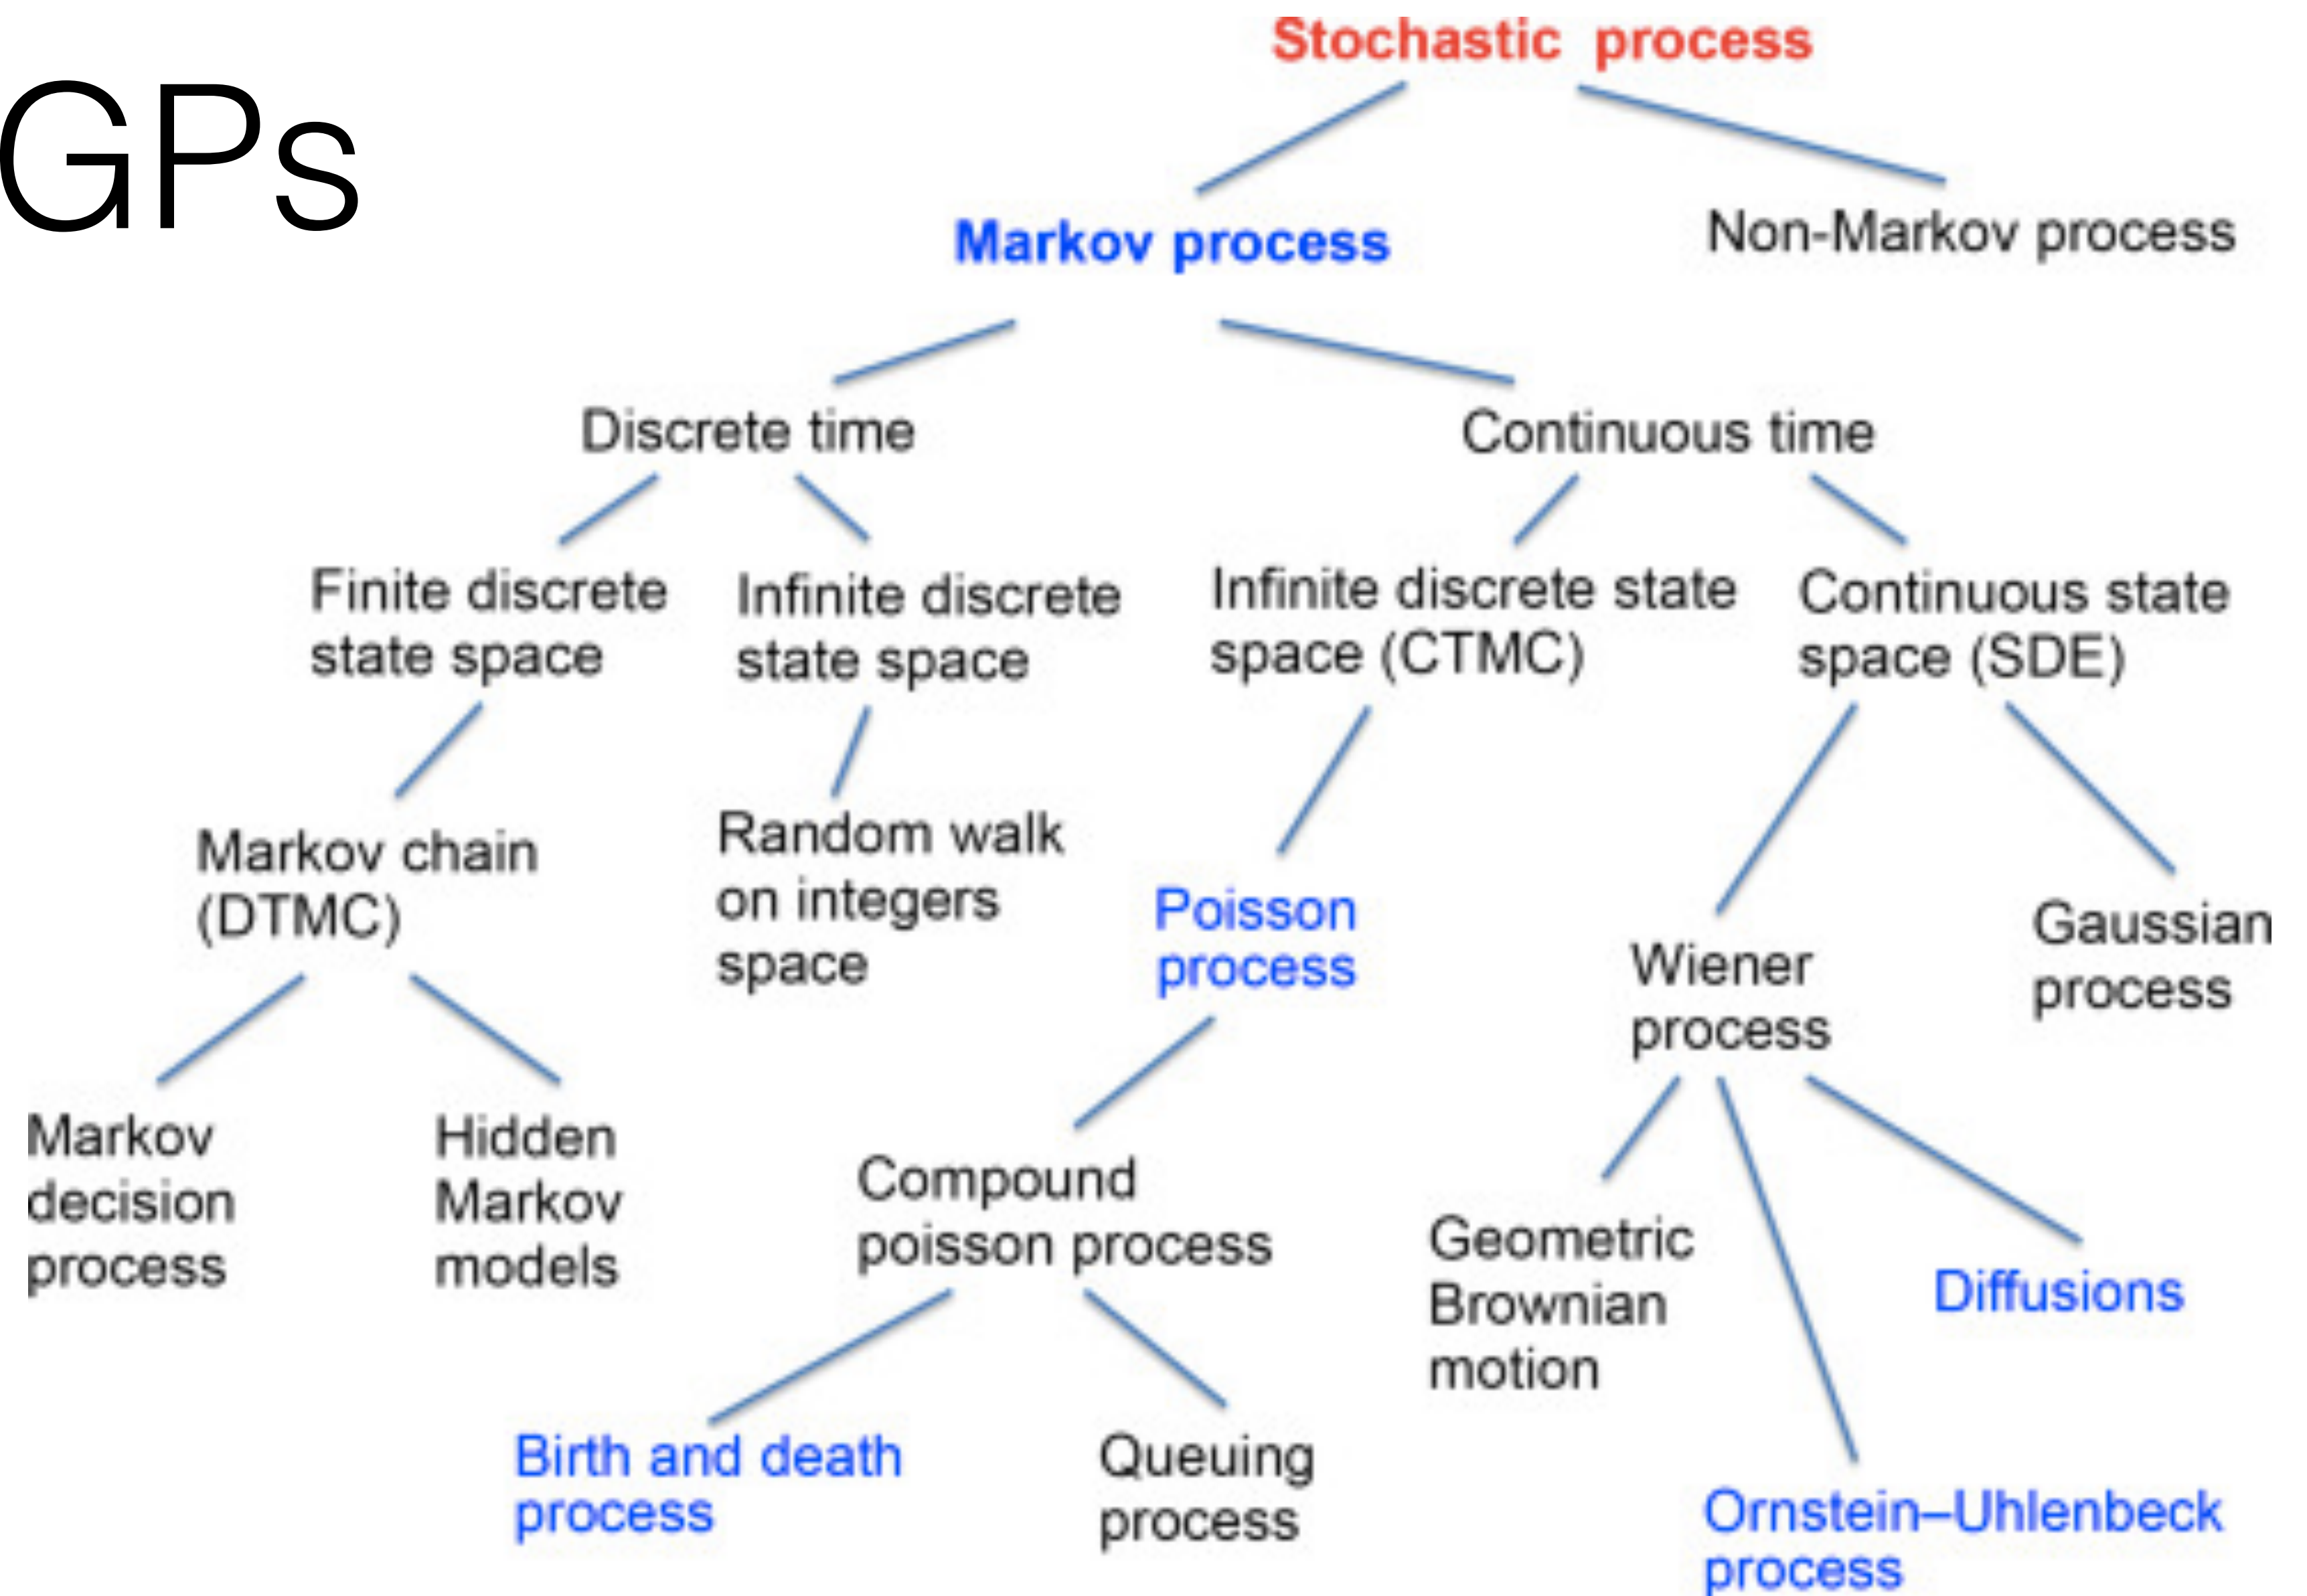 GPs
Stochastic process
Markov process
Non-Markov process
Discrete time
Continuous time
Finite discrete
state space
Infinite discrete
state space
Infinite discrete state
space (CTMC)
Continuous state
space (SDE)
Markov chain
(DTMC)
Random walk
on integers
space
Poisson
process
Wiener
process
Gaussian
process
Markov
decision
process
Hidden
Markov
models
Compound
poisson process
Geometric
Brownian
motion
Diffusions
Birth and death
process
Queuing
process
Ornstein–Uhlenbeck
process